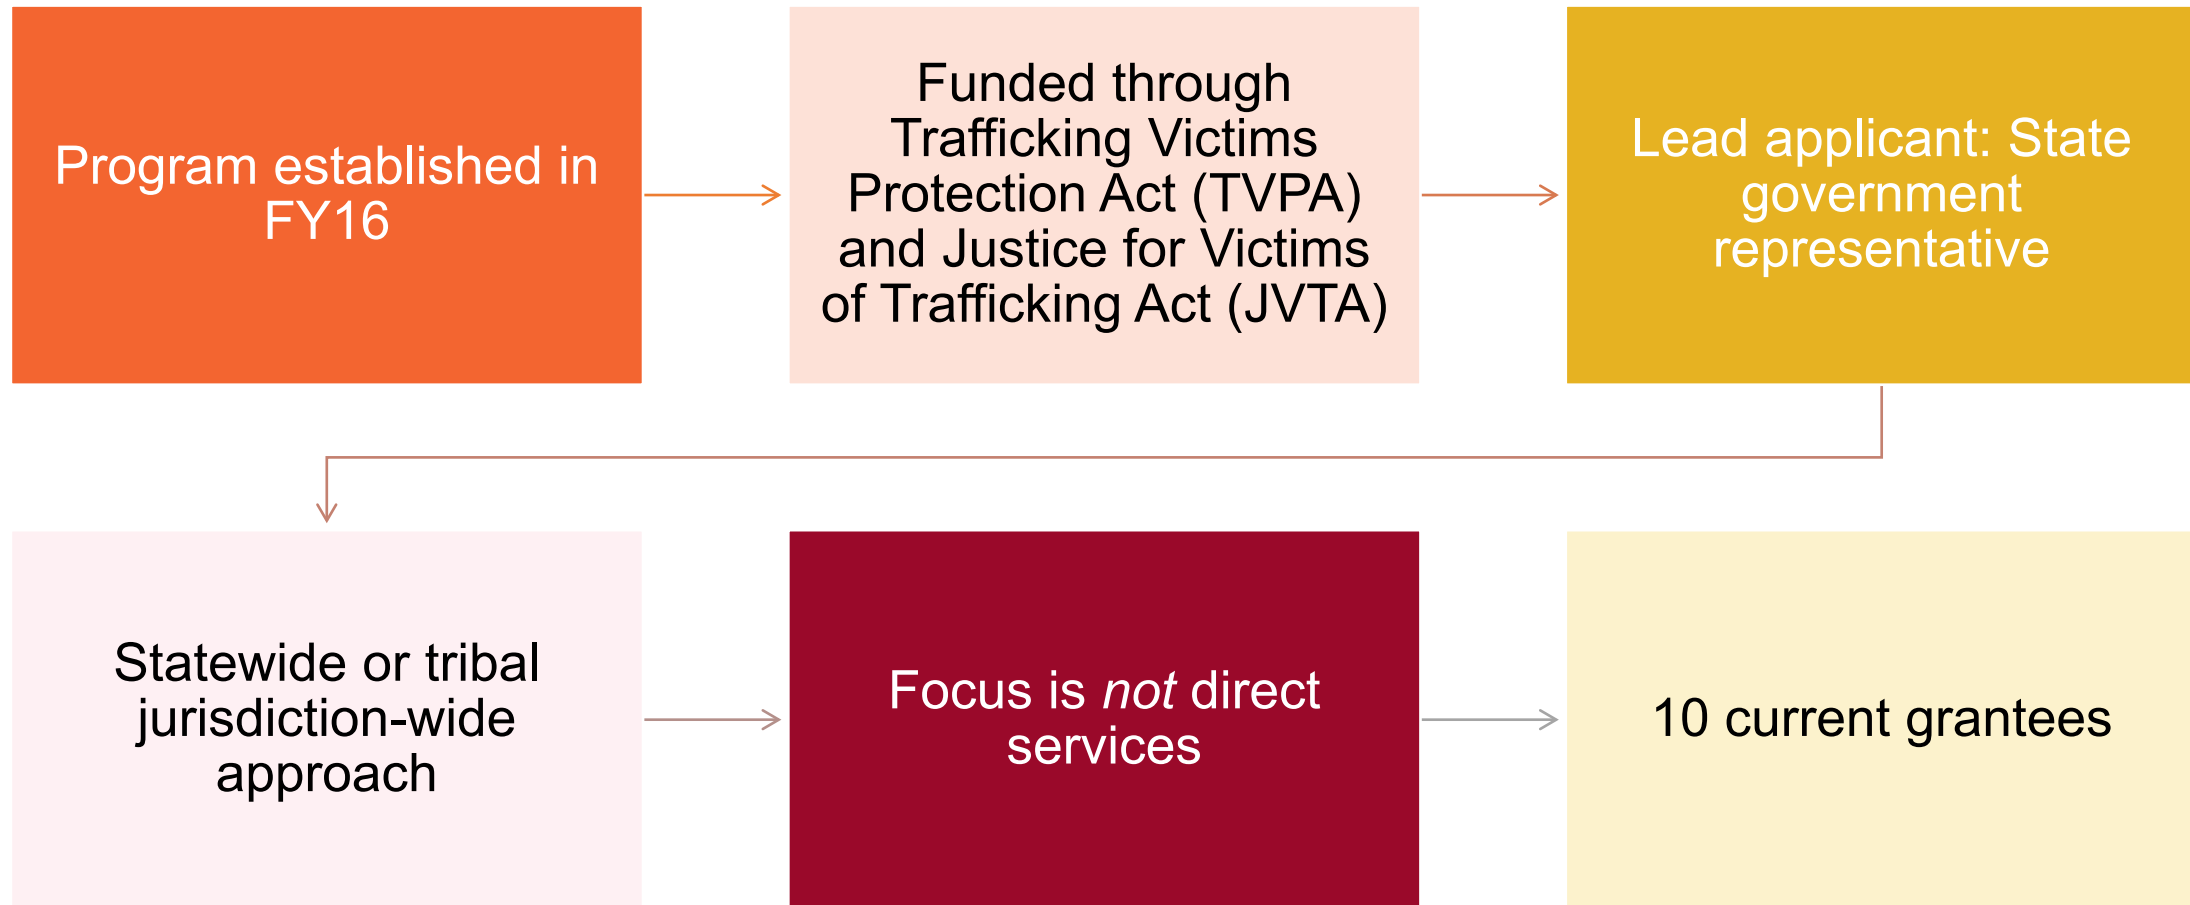 Program established in
FY16
Funded through
Trafficking Victims
Protection Act (TVPA)
and Justice for Victims
of Trafficking Act (JVTA)
Lead applicant: State
government
representative
Statewide or tribal
jurisdiction-wide
approach
Focus is not direct
services
10 current grantees